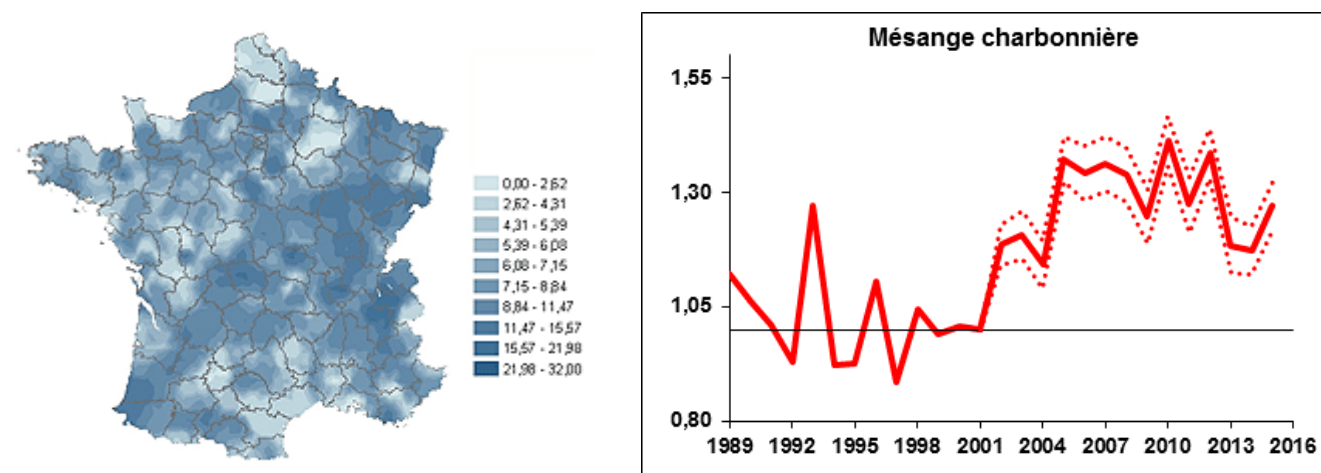 0,00 - 2,62
2,62 - 4,31
4,31 - 5,39
5,39 - 6,08
6,08 - 7,15
7,15 - 8,84
8,84 - 11,47
11,47 - 15,57
15,57 - 21,98
21,98 - 32,00
Mésange charbonnière
1,55
1,30
1,05
0,80
1989 1992 1995 1998 2001 2004 2007 2010 2013 2016